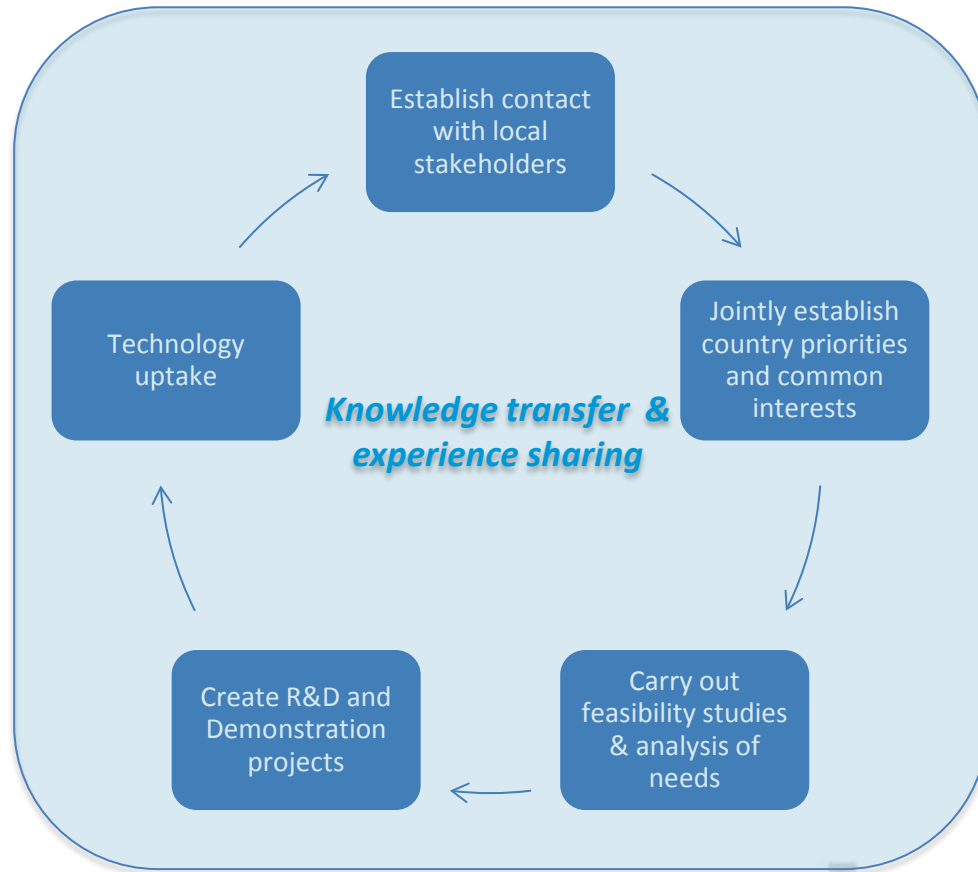 Establish contact
with local
stakeholders
Jointly establish
country priorities
and common
interests
Technology
uptake
Knowledge transfer &
experience sharing
Carry out
feasibility studies
& analysis of
needs
Create R&D and
Demonstration
projects